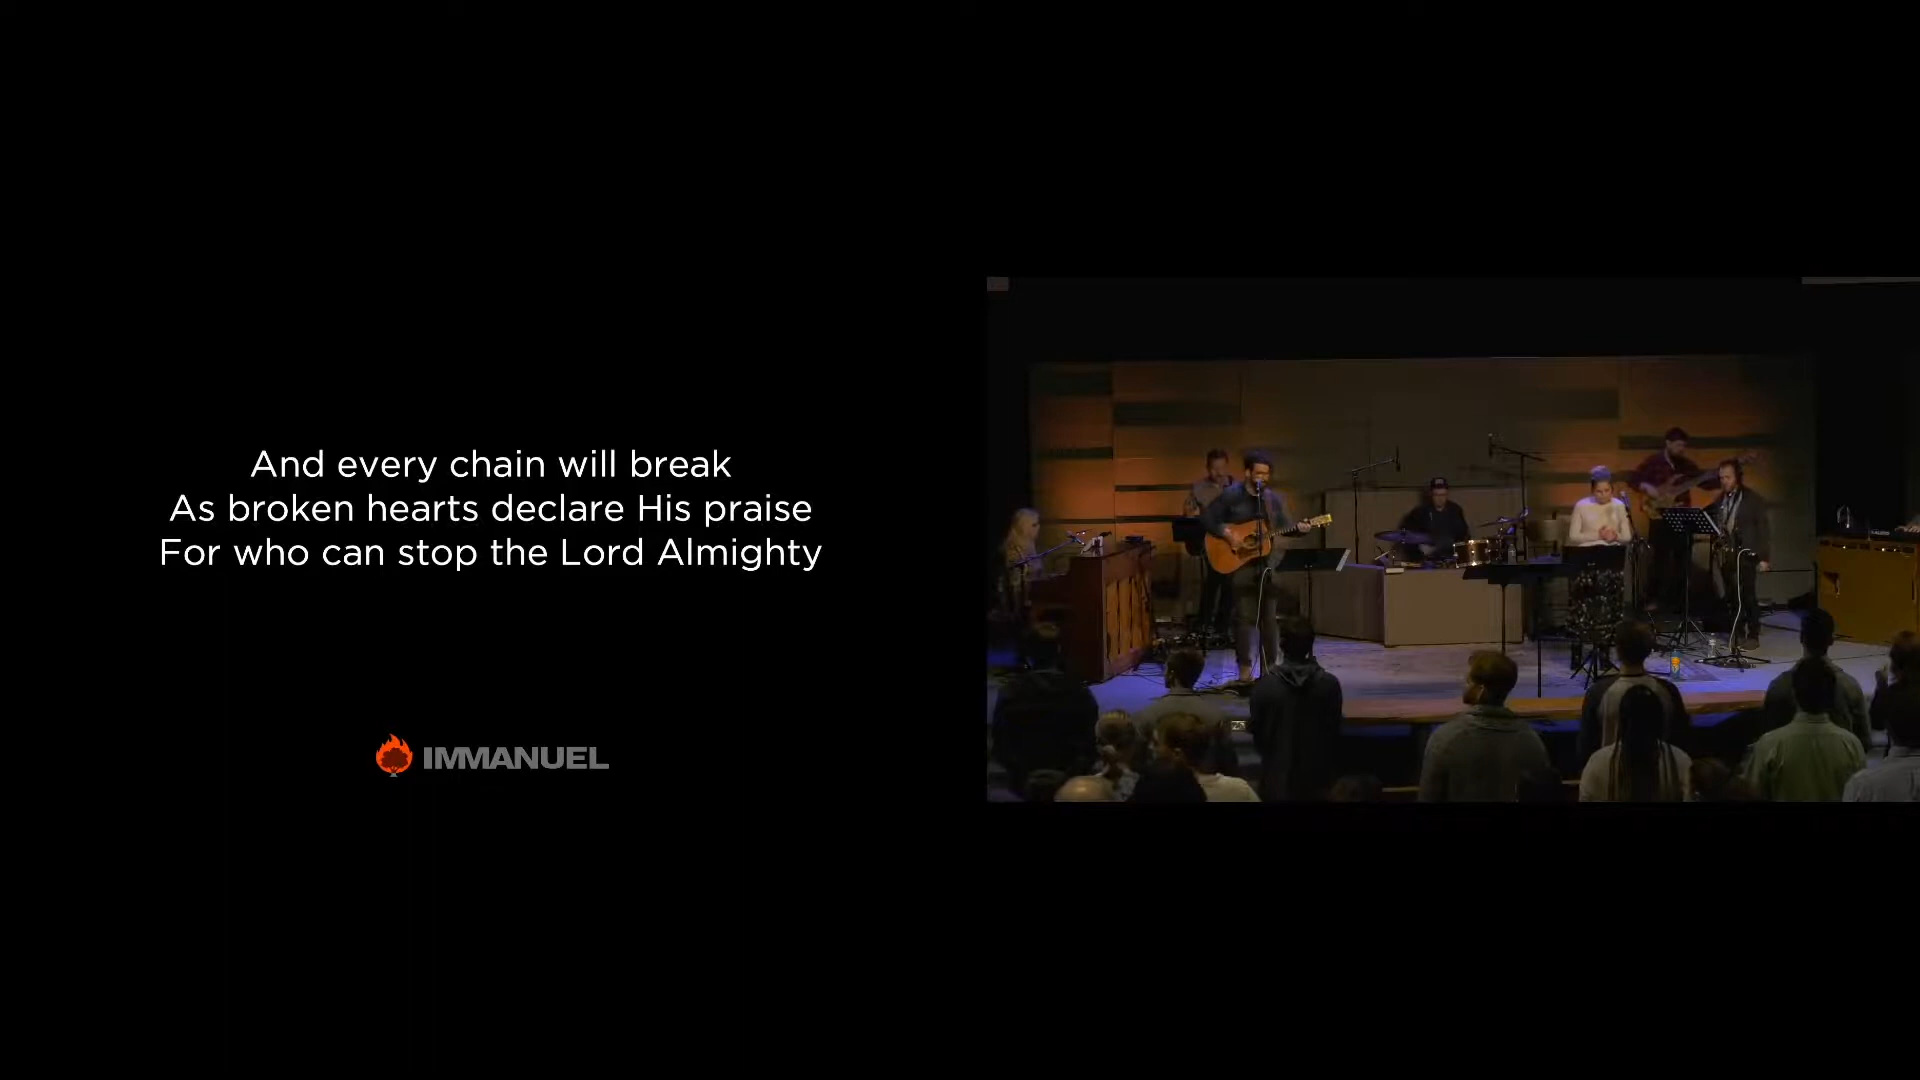 And every chain will break
As broken hearts declare His praise
For who can stop the Lord Almighty
IMMANUEL